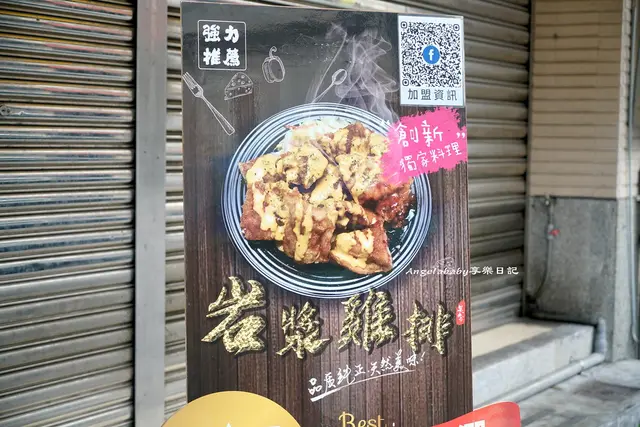 強力
推薦
加盟資訊
創新
獨家料理
Angelababy享樂日記
岩漿雞排
品質純正天然美味!
Best